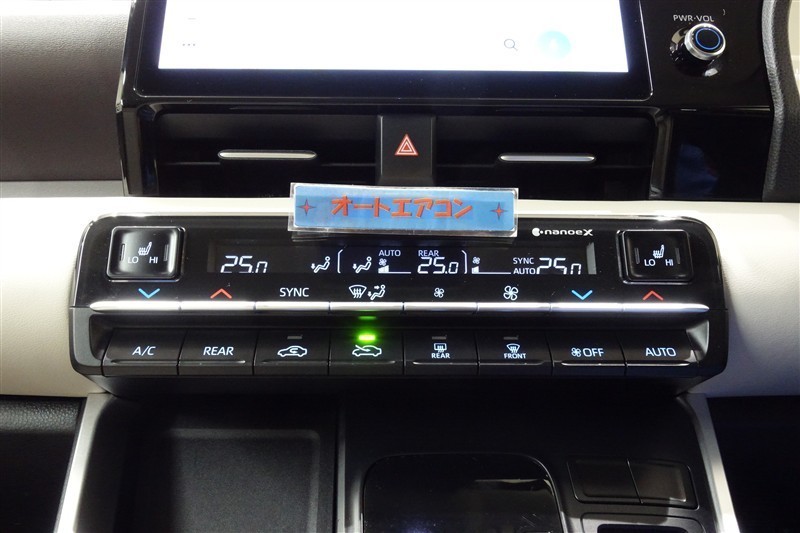 PWR·VOL
オートエアコン
nanoeX
LO HI
25.0
AUTO
REAR
25.0
SYNC
AUTO 25.0
LO HI
SYNC
A/C
REAR
REAR
FRONT
OFF
AUTO